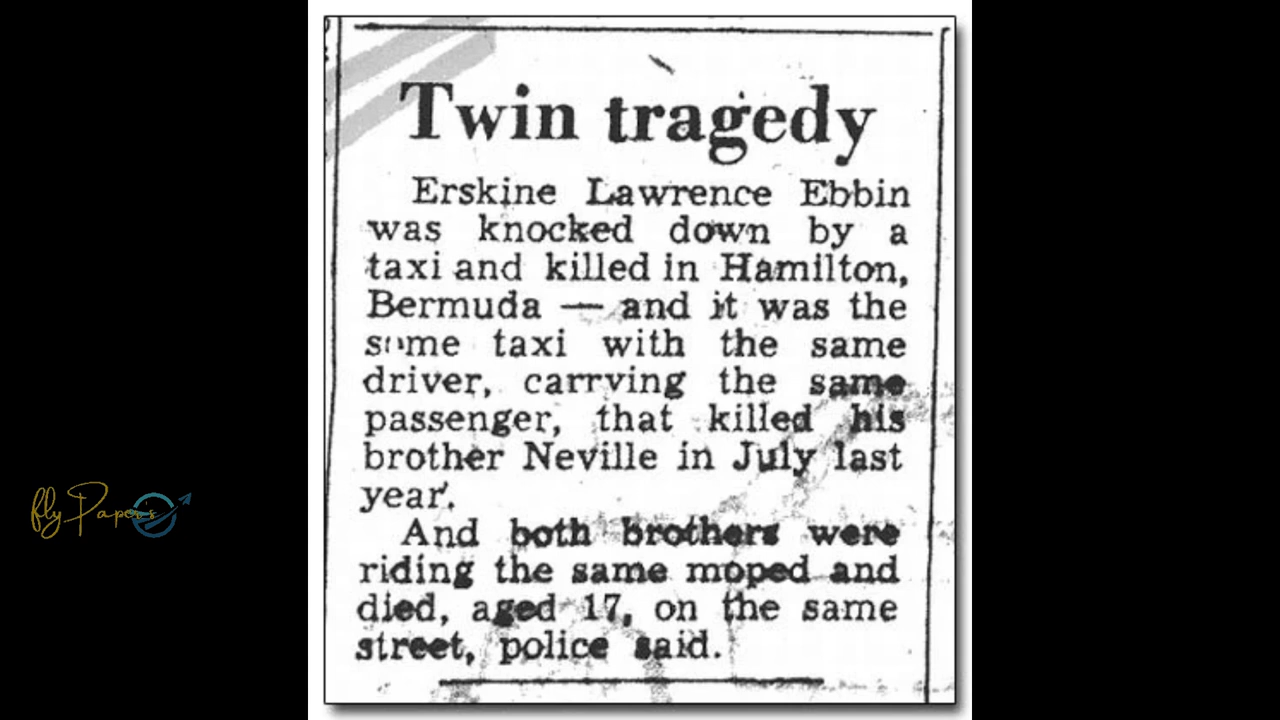 Twin tragedy
Erskine Lawrence Ebbin
was knocked down by a
taxi and killed in Hamilton,
Bermuda — and it was the
same taxi with the same
driver, carrying the same
passenger, that killed his
brother Neville in July last
year.
And both brothers were
riding the same moped and
died, aged 17, on the same
street, police said.
fly Paper's